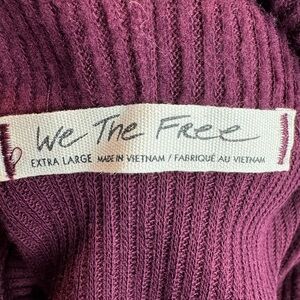 We The Free
EXTRA LARGE MADE IN VIETNAM / FABRIQUÉ AU VIETNAM